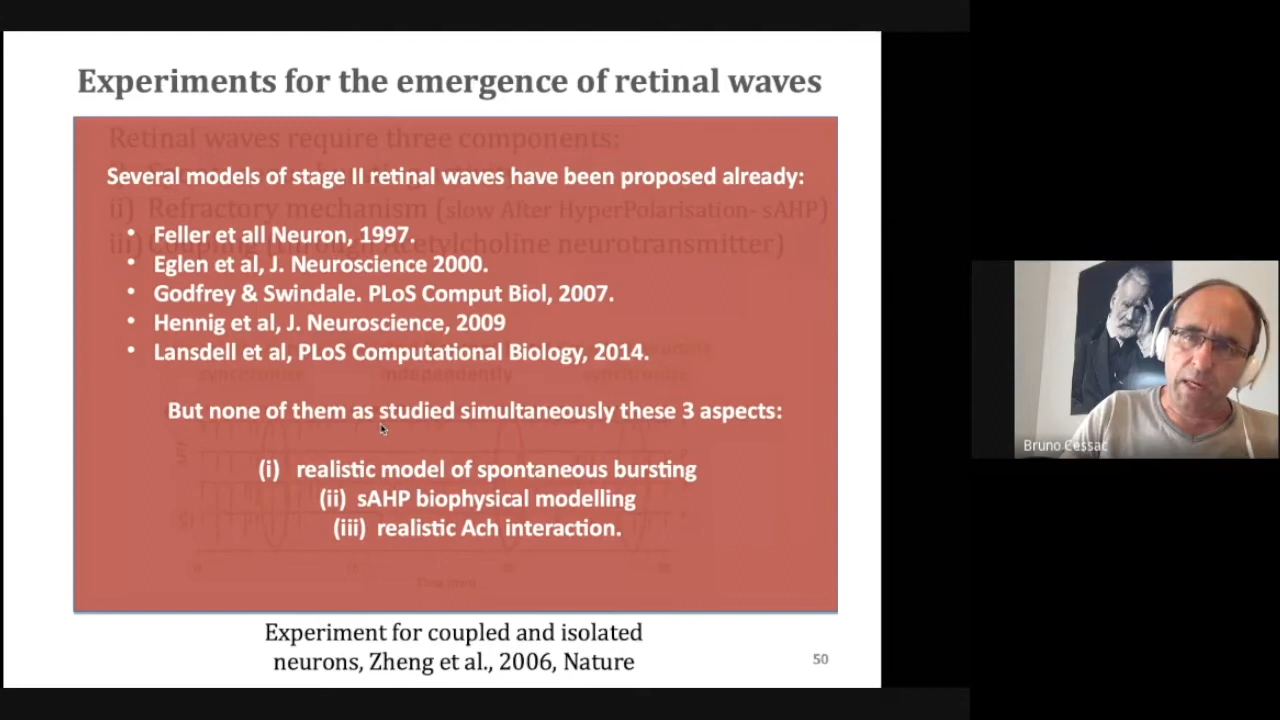 Experiments for the emergence of retinal waves
Retinal waves require three components:
Several models of stage II retinal waves have been proposed already:
ii) Refractory mechanism (slow After HyperPolarisation- sAHP)
iii) Coupling (through Acetylcholine neurotransmitter)
• Feller et all Neuron, 1997.
• Eglen et al, J. Neuroscience 2000.
• Godfrey & Swindale. PLoS Comput Biol, 2007.
• Hennig et al, J. Neuroscience, 2009
• Lansdell et al, PLoS Computational Biology, 2014.
synchronise independently synchronise
But none of them as studied simultaneously these 3 aspects:
(i) realistic model of spontaneous bursting
(ii) sAHP biophysical modelling
(iii) realistic Ach interaction.
Experiment for coupled and isolated
neurons, Zheng et al., 2006, Nature
50
Bruno Cessac